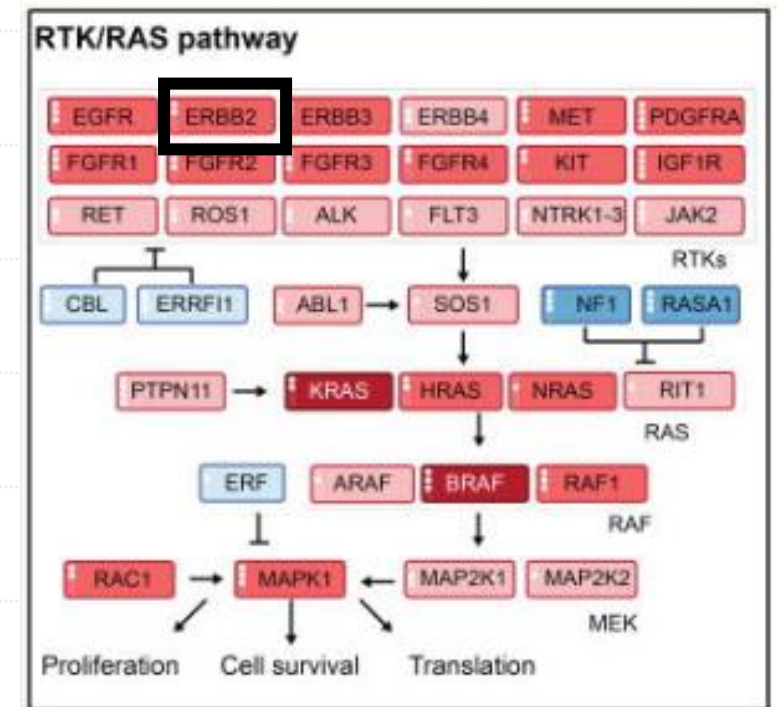 RTK/RAS pathway
EGFR ERBB2 ERBB3 ERBB4 MET PDGFRA
FGFR1 FGFR2 FGFR3 FGFR4 KIT IGF1R
RET ROS1 ALK FLT3 NTRK1-3 JAK2
RTKs
CBL ERRFI1 ABL1 SOS1 NF1 RASA1
PTPN11 KRAS HRAS NRAS RIT1
RAS
ERF ARAF BRAF RAF1
RAF
RAC1 MAPK1 MAP2K1 MAP2K2
MEK
Proliferation Cell survival Translation